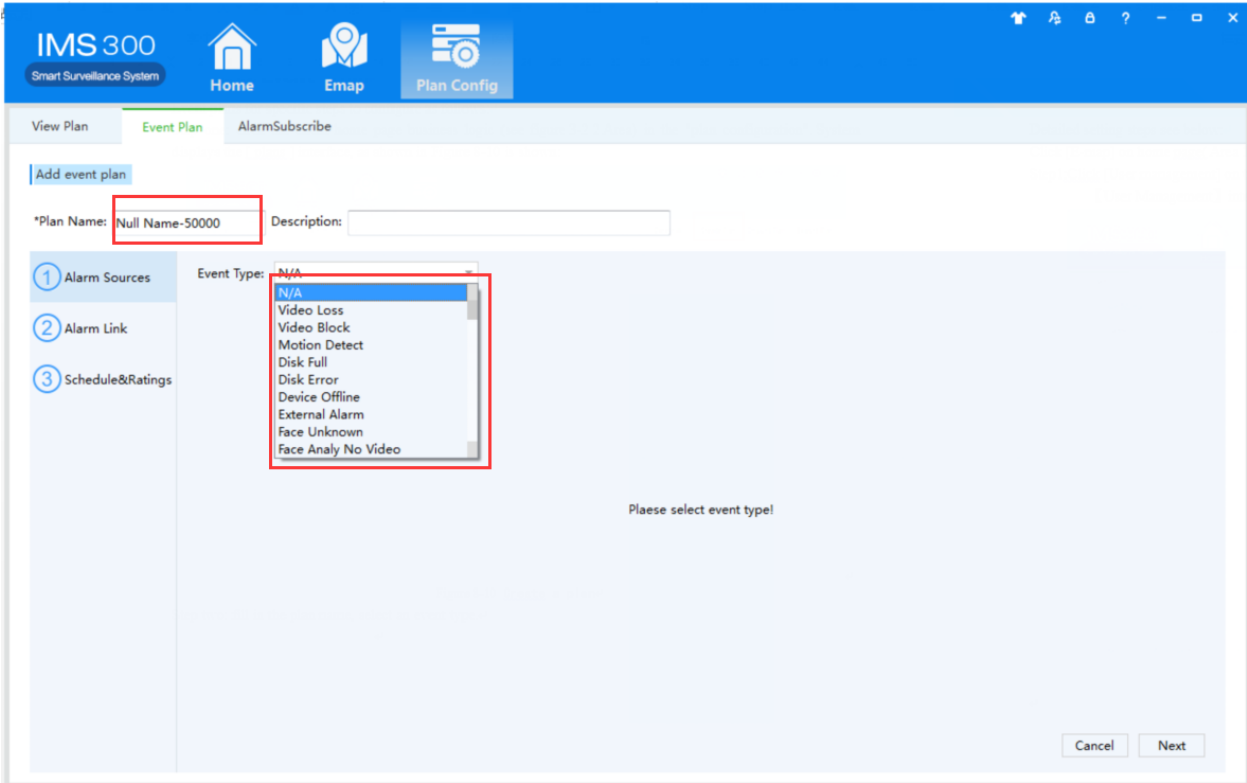 IMS 300
Smart Surveillance System
Home
Emap
Plan Config
?
View Plan
Event Plan
AlarmSubscribe
Add event plan
*Plan Name: Null Name-50000 Description:
1 Alarm Sources
2 Alarm Link
3 Schedule&Ratings
Event Type: N/A
N/A
Video Loss
Video Block
Motion Detect
Disk Full
Disk Error
Device Offline
External Alarm
Face Unknown
Face Analy No Video
Plaese select event type!
Cancel
Next